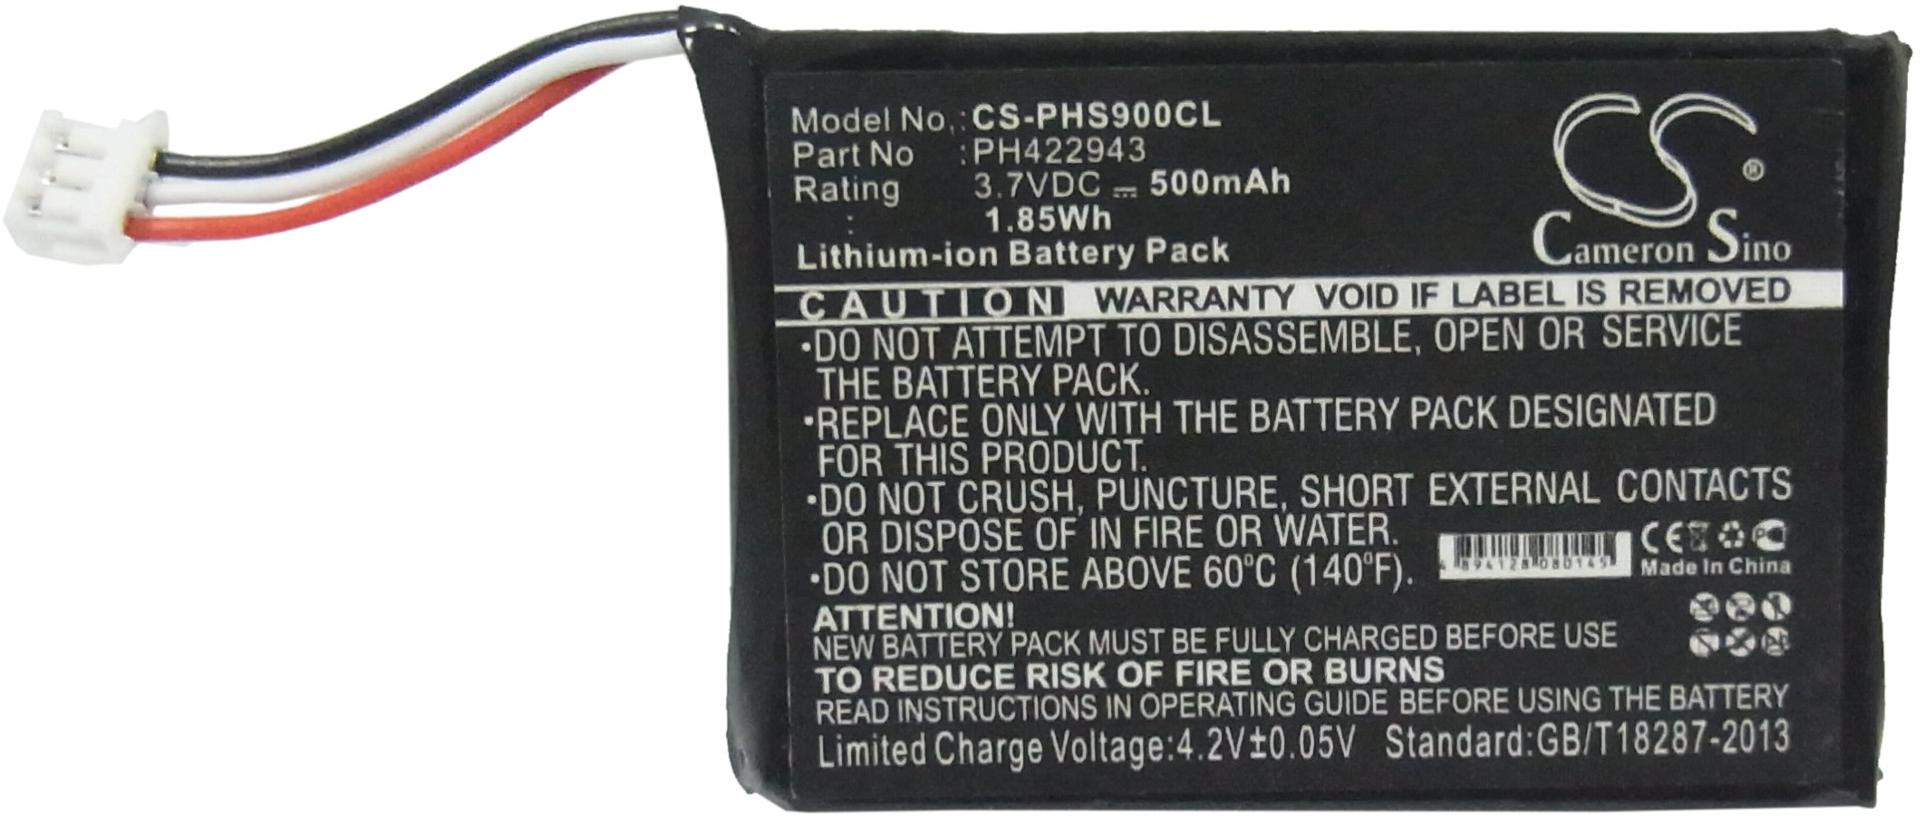 Model No.: CS-PHS900CL
Part No : PH422943
Rating 3.7VDC ⎓ 500mAh
: 1.85Wh
Lithium-ion Battery Pack
CS ®
Cameron Sino
CAUTION WARRANTY VOID IF LABEL IS REMOVED
•DO NOT ATTEMPT TO DISASSEMBLE, OPEN OR SERVICE
THE BATTERY PACK.
•REPLACE ONLY WITH THE BATTERY PACK DESIGNATED
FOR THIS PRODUCT.
•DO NOT CRUSH, PUNCTURE, SHORT EXTERNAL CONTACTS
OR DISPOSE OF IN FIRE OR WATER.
•DO NOT STORE ABOVE 60°C (140°F).
4 894128 080145
CE
Made In China
ATTENTION!
NEW BATTERY PACK MUST BE FULLY CHARGED BEFORE USE
TO REDUCE RISK OF FIRE OR BURNS
READ INSTRUCTIONS IN OPERATING GUIDE BEFORE USING THE BATTERY
Limited Charge Voltage:4.2V±0.05V Standard:GB/T18287-2013